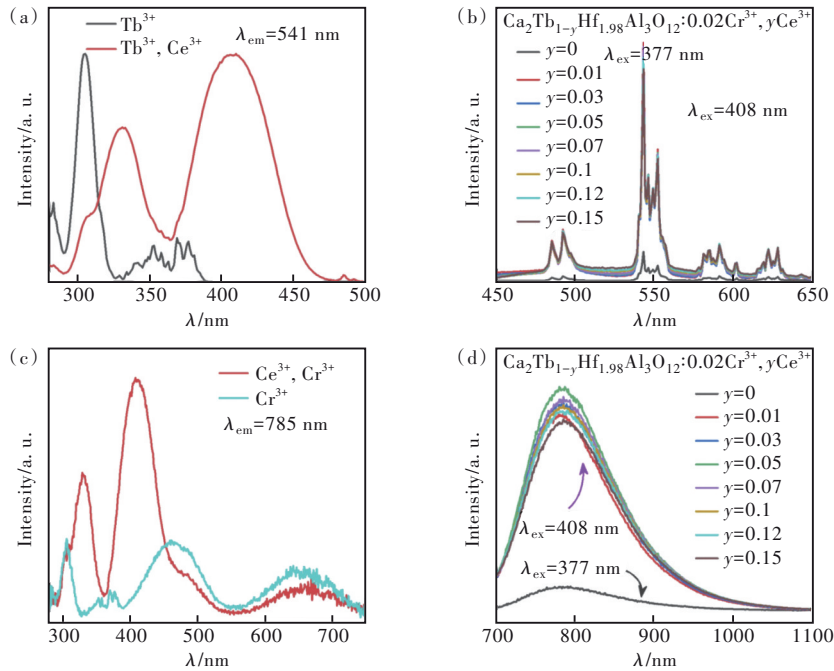 (a)
Tb³⁺
Tb³⁺, Ce³⁺
λem=541 nm
Intensity/a. u.
300 350 400 450 500
λ/nm
(b)
Ca₂Tb₁₋yHf₁.₉₈Al₃O₁₂:0.02Cr³⁺, yCe³⁺
y=0
y=0.01
y=0.03
y=0.05
y=0.07
y=0.1
y=0.12
y=0.15
λex=377 nm
λex=408 nm
Intensity/a. u.
450 500 550 600 650
λ/nm
(c)
Ce³⁺, Cr³⁺
Cr³⁺
λem=785 nm
Intensity/a. u.
300 400 500 600 700
λ/nm
(d)
Ca₂Tb₁₋yHf₁.₉₈Al₃O₁₂:0.02Cr³⁺, yCe³⁺
y=0
y=0.01
y=0.03
y=0.05
y=0.07
y=0.1
y=0.12
y=0.15
λex=408 nm
λex=377 nm
Intensity/a. u.
700 800 900 1000 1100
λ/nm